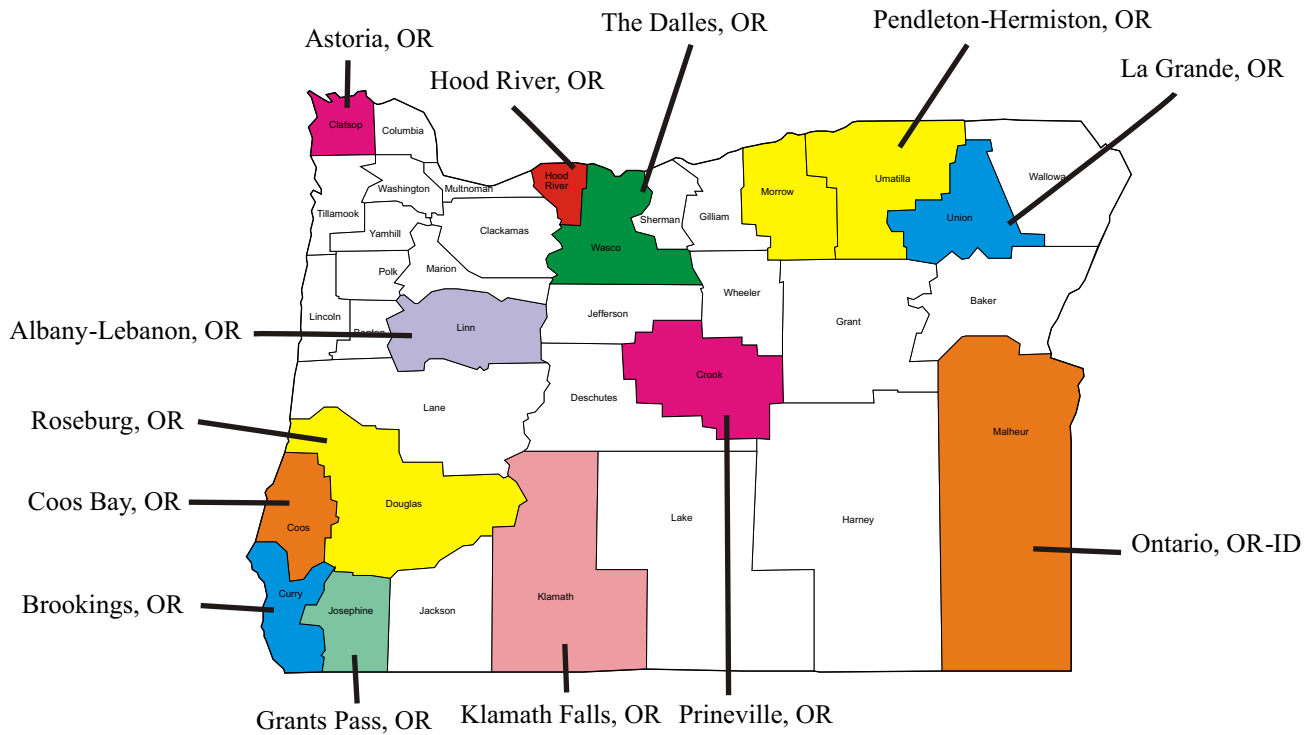 The Dalles, OR
Pendleton-Hermiston, OR
Astoria, OR
Hood River, OR
La Grande, OR
Clatsop
Columbia
Hood
River
Wallowa
Washington
Multnomah
Morrow
Umatilla
Tillamook
Sherman
Gilliam
Union
Yamhill
Clackamas
Wasco
Polk
Marion
Wheeler
Baker
Lincoln
Jefferson
Grant
Albany-Lebanon, OR
Benton
Linn
Crook
Lane
Deschutes
Roseburg, OR
Malheur
Coos Bay, OR
Douglas
Coos
Lake
Harney
Ontario, OR-ID
Brookings, OR
Curry
Josephine
Jackson
Klamath
Grants Pass, OR
Klamath Falls, OR
Prineville, OR